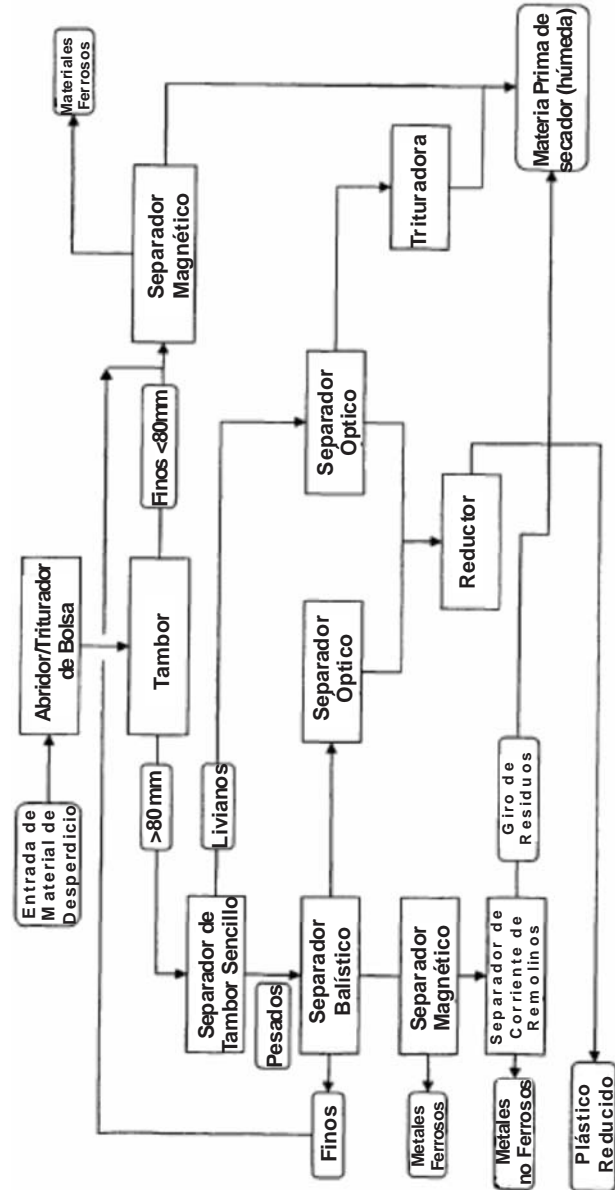 Entrada de
Material de
Desperdicio
Abridor/Triturador
de Bolsa
Tambor
>80mm
Finos <80mm
Separador
Magnético
Materiales
Ferrosos
Separador de
Tambor Sencillo
Livianos
Pesados
Separador
Balístico
Finos
Separador
Optico
Separador
Optico
Trituradora
Separador
Magnético
Metales
Ferrosos
Reductor
Separador de
Corriente de
Remolinos
Giro de
Residuos
Metales
no Ferrosos
Plástico
Reducido
Materia Prima de
secador (húmeda)